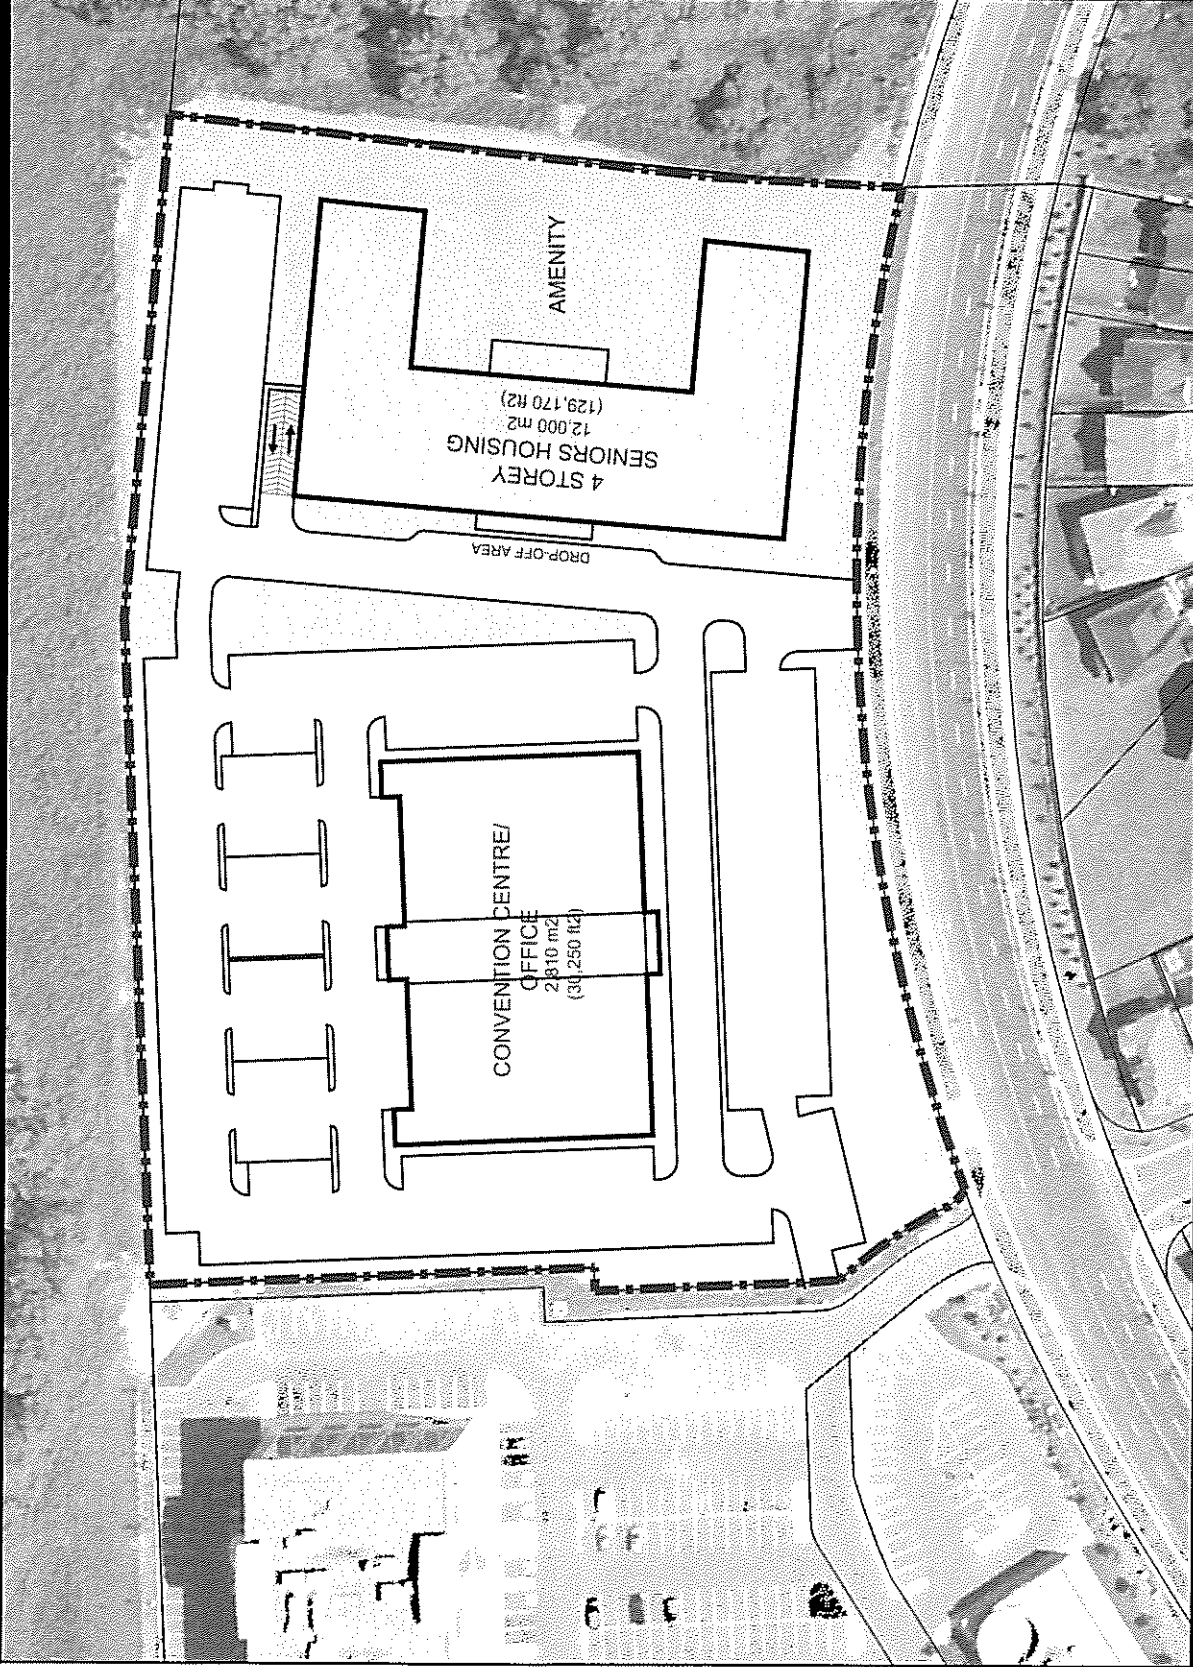 AMENITY
4 STOREY
SENIORS HOUSING
12,000 m2
(129,170 ft2)
DROP-OFF AREA
CONVENTION CENTRE/
OFFICE
2,810 m2
(30,250 ft2)